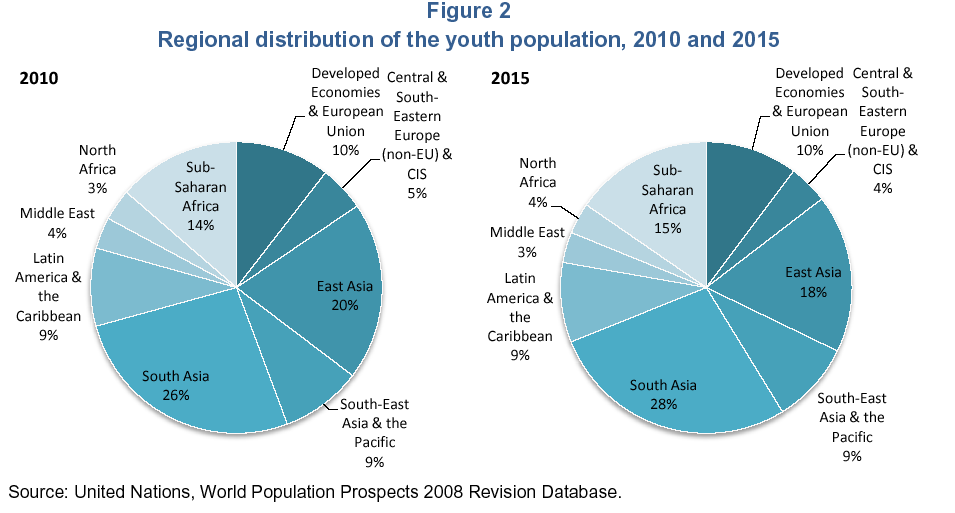 Figure 2
Regional distribution of the youth population, 2010 and 2015
2010
Developed
Economies
& European
Union
10%
Central &
South-
Eastern
Europe
(non-EU) &
CIS
5%
East Asia
20%
South-East
Asia & the
Pacific
9%
South Asia
26%
Latin
America &
the
Caribbean
9%
Middle East
4%
North
Africa
3%
Sub-
Saharan
Africa
14%
2015
Developed
Economies
& European
Union
10%
Central &
South-
Eastern
Europe
(non-EU) &
CIS
4%
East Asia
18%
South-East
Asia & the
Pacific
9%
South Asia
28%
Latin
America &
the
Caribbean
9%
Middle East
3%
North
Africa
4%
Sub-
Saharan
Africa
15%
Source: United Nations, World Population Prospects 2008 Revision Database.